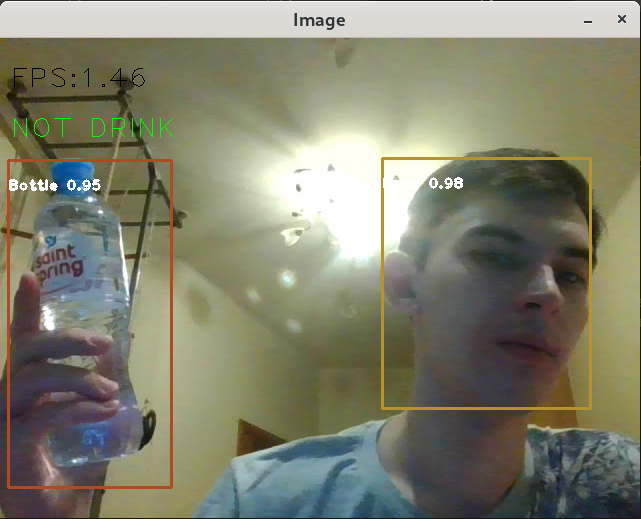 Image
FPS:1.46
NOT DRINK
Bottle 0.95
0.98
saint
spring